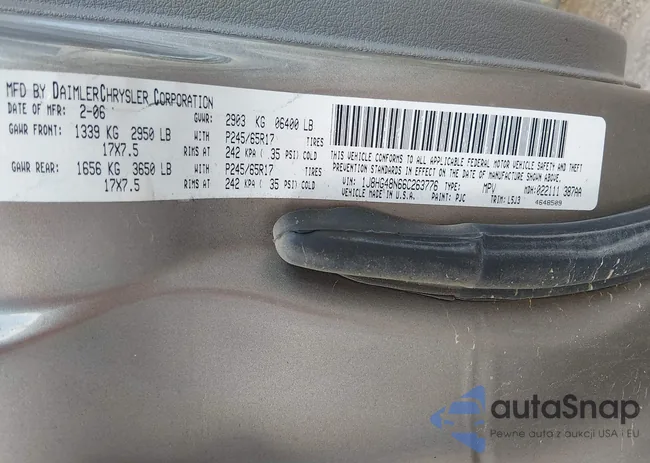 MFD BY DAIMLERCHRYSLER CORPORATION
DATE OF MFR: 2-06 GVWR: 2903 KG 06400 LB
GAWR FRONT: 1339 KG 2950 LB WITH P245/65R17 TIRES
17X7.5 RIMS AT 242 KPA ( 35 PSI) COLD
GAWR REAR: 1656 KG 3650 LB WITH P245/65R17 TIRES
17X7.5 RIMS AT 242 KPA ( 35 PSI) COLD
THIS VEHICLE CONFORMS TO ALL APPLICABLE FEDERAL MOTOR VEHICLE SAFETY AND THEFT
PREVENTION STANDARDS IN EFFECT ON THE DATE OF MANUFACTURE SHOWN ABOVE.
VIN: 1J8HG48N66C263776 TYPE: MPV MDH: 022111 387AA
VEHICLE MADE IN U.S.A. PAINT: PJC TRIM: L5J3 4648509
autaSnap
Pewne auta z aukcji USA i EU